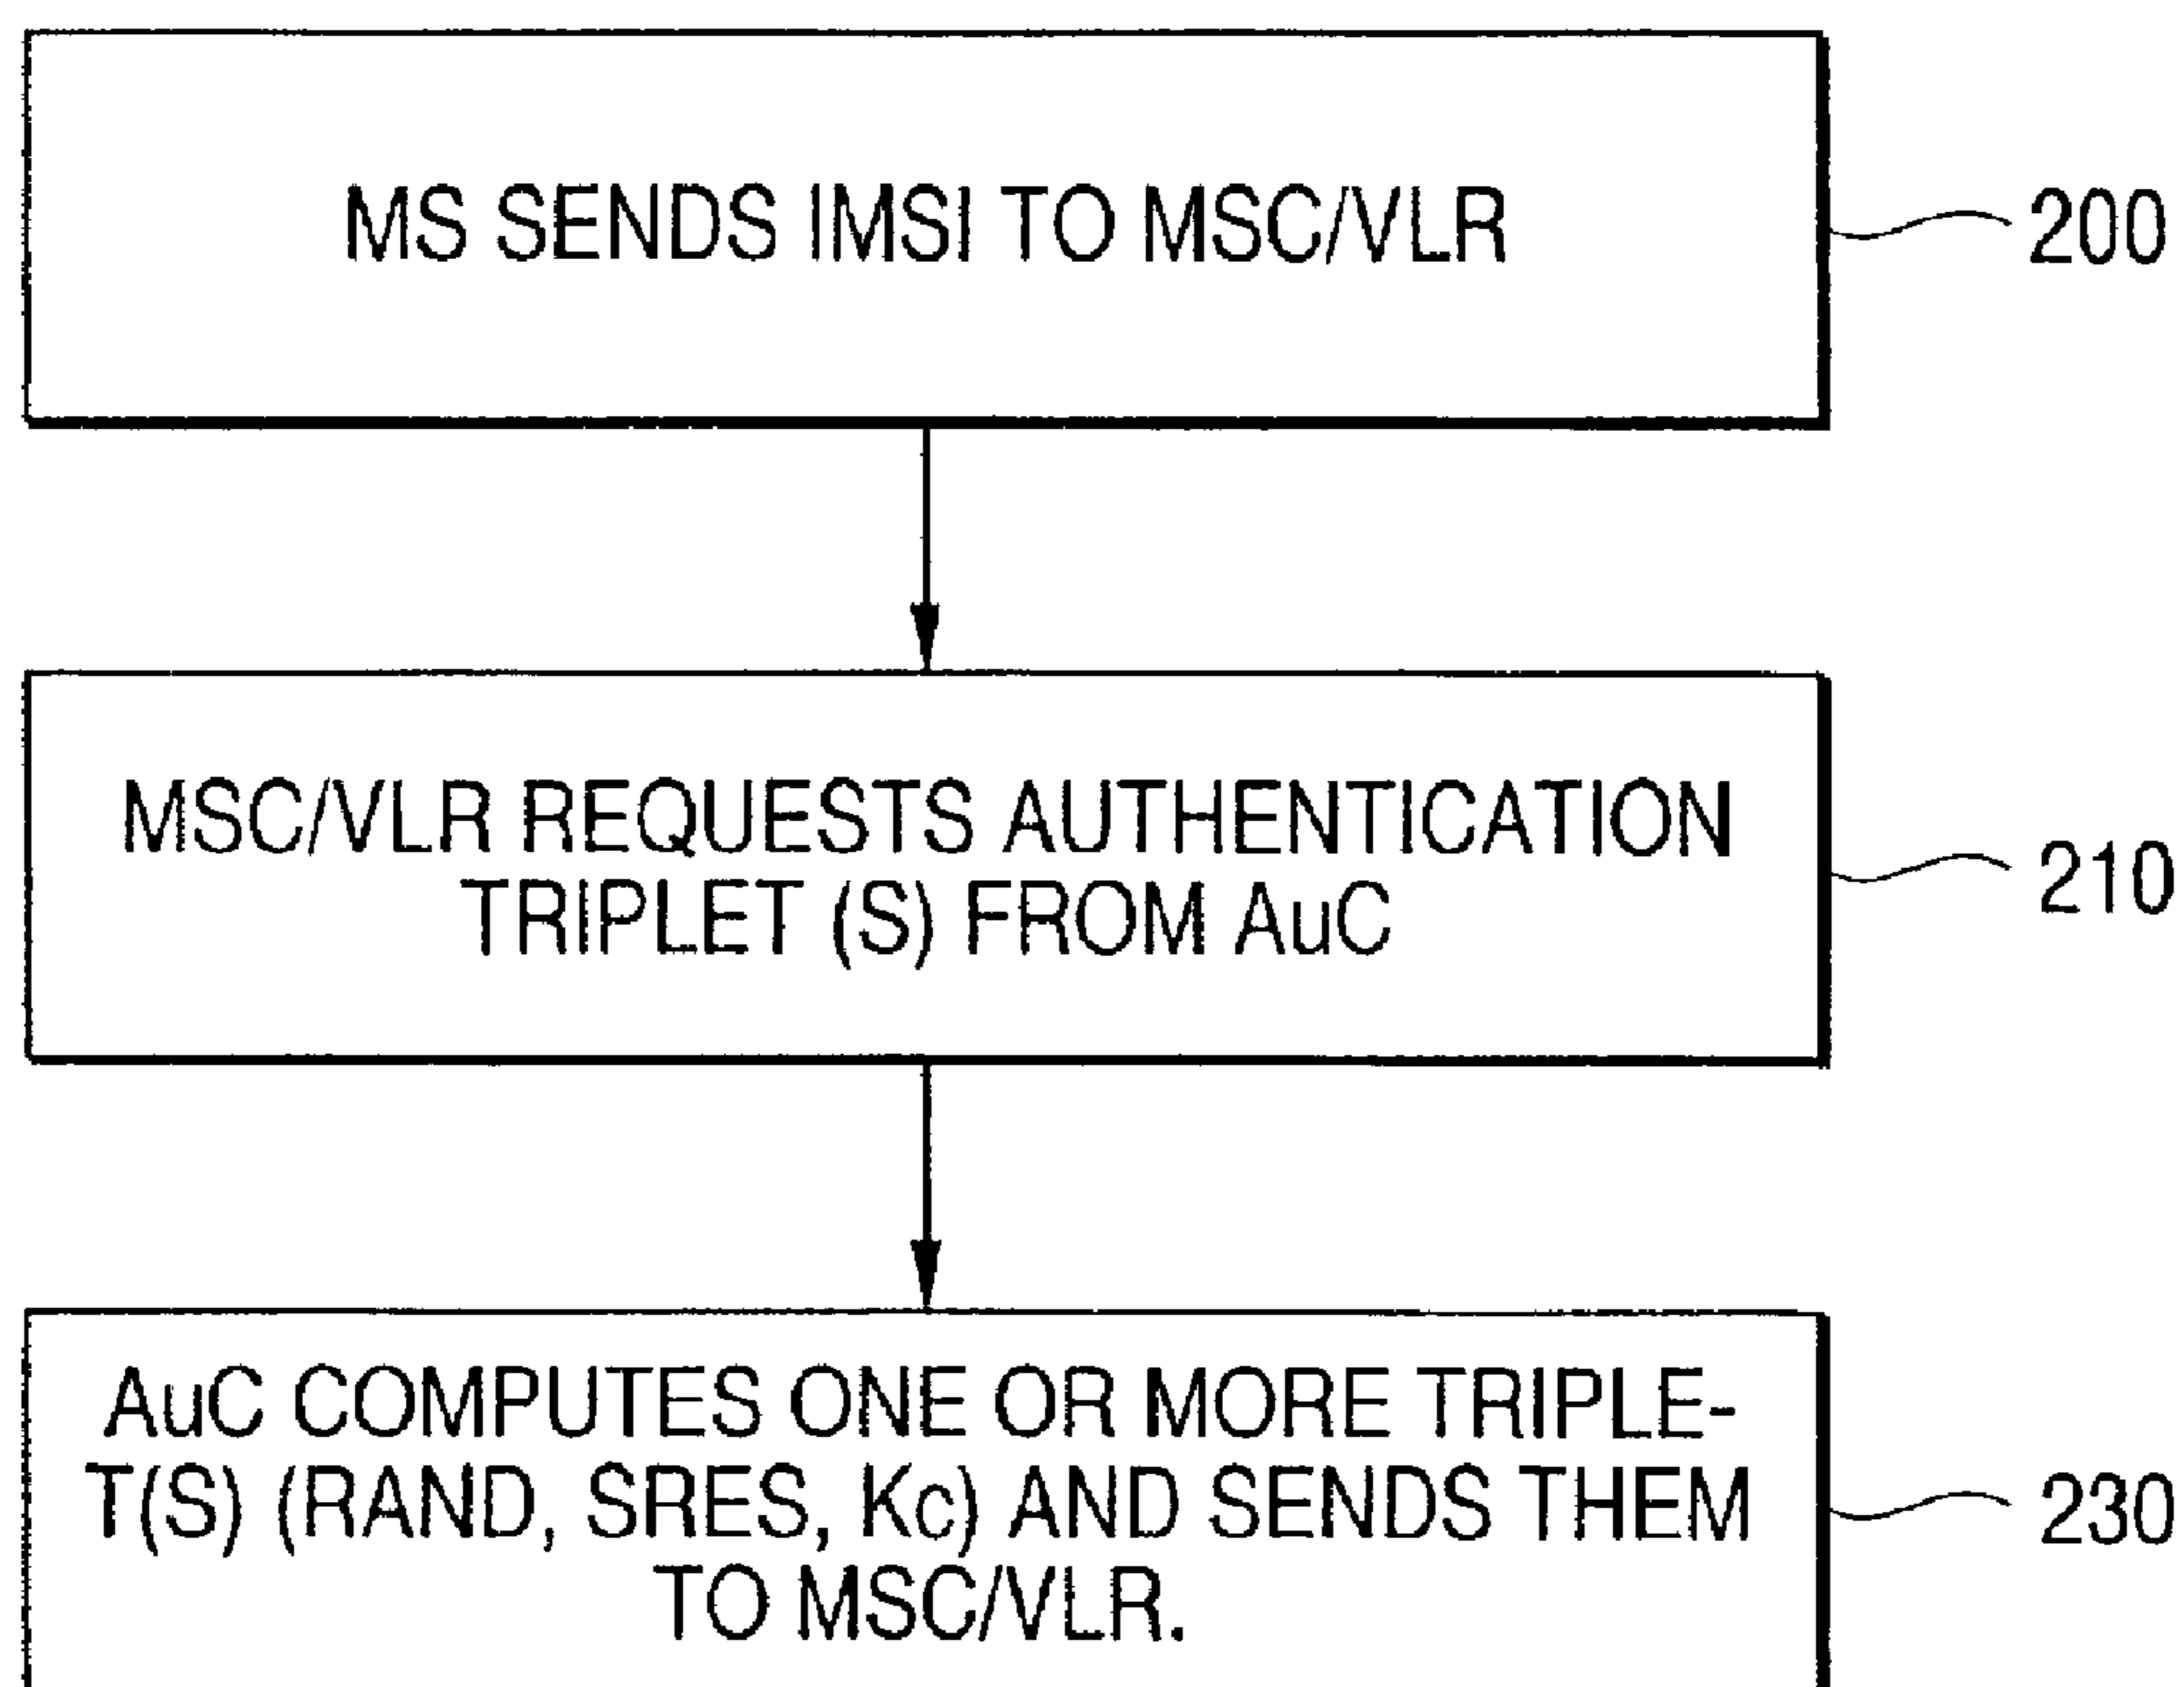 MS SENDS IMSI TO MSC/VLR
200
MSC/VLR REQUESTS AUTHENTICATION
TRIPLET (S) FROM AuC
210
AuC COMPUTES ONE OR MORE TRIPLE-
T(S) (RAND, SRES, Kc) AND SENDS THEM
TO MSC/VLR.
230